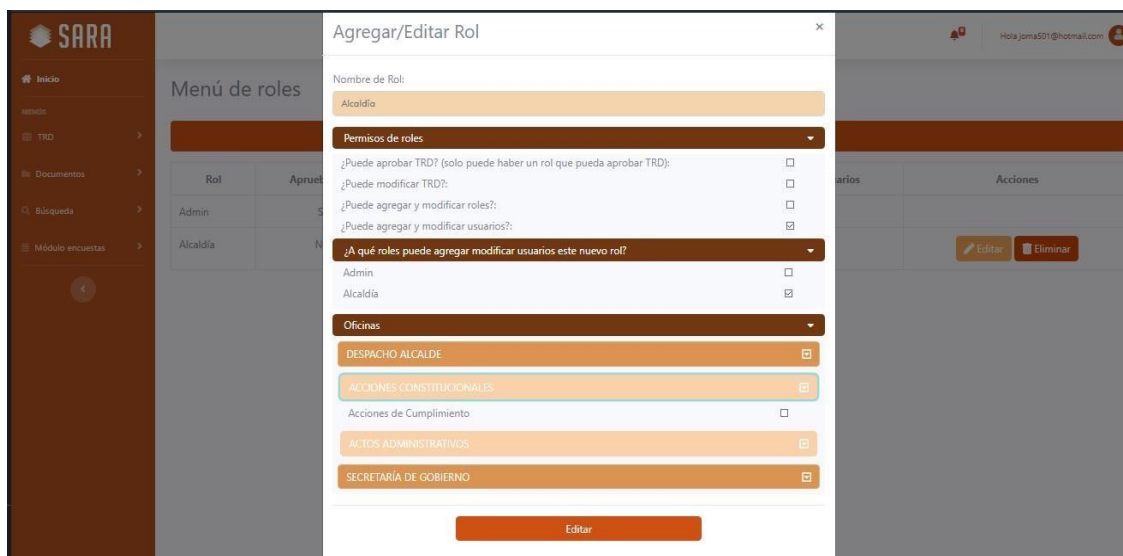 SARA
Inicio
MENÚS
TRD
Documentos
Búsqueda
Módulo encuestas
Hola joma501@hotmail.com
Menú de roles
Rol
Acciones
Admin
Alcaldía
Editar
Eliminar
Agregar/Editar Rol
×
Nombre de Rol:
Alcaldía
Permisos de roles
¿Puede aprobar TRD? (solo puede haber un rol que pueda aprobar TRD):
¿Puede modificar TRD?:
¿Puede agregar y modificar roles?:
¿Puede agregar y modificar usuarios?:
¿A qué roles puede agregar modificar usuarios este nuevo rol?
Admin
Alcaldía
Oficinas
DESPACHO ALCALDE
ACCIONES CONSTITUCIONALES
Acciones de Cumplimiento
ACTOS ADMINISTRATIVOS
SECRETARÍA DE GOBIERNO
Editar